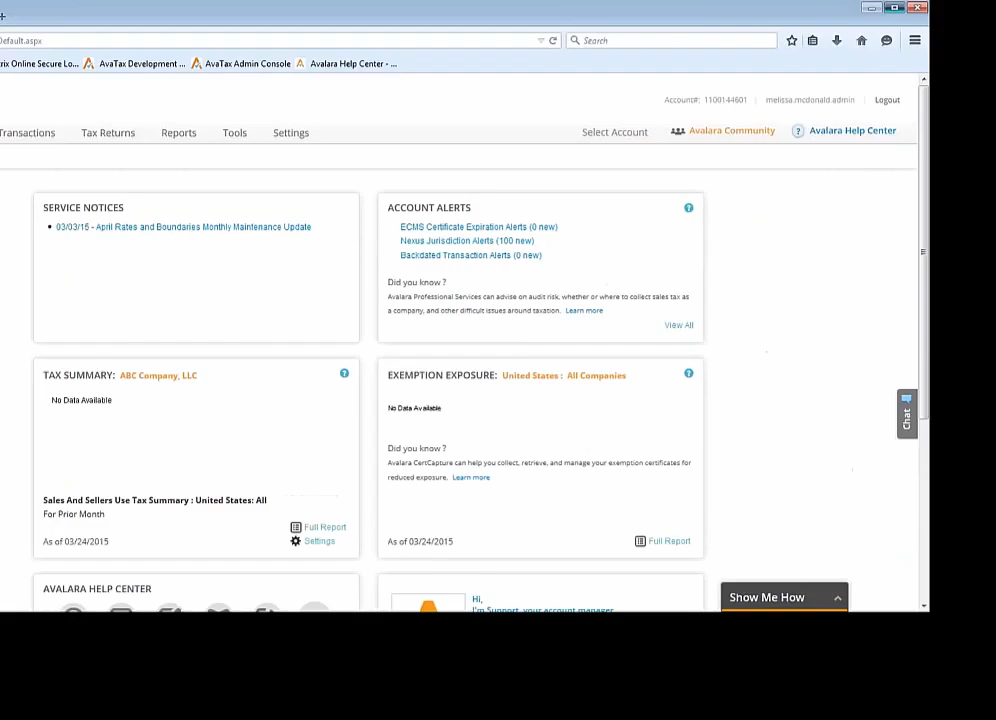 Default.aspx
Search
trix Online Secure Lo...
AvaTax Development ...
AvaTax Admin Console
Avalara Help Center - ...
Account#: 1100144601
melissa.mcdonald.admin
Logout
Transactions
Tax Returns
Reports
Tools
Settings
Select Account
Avalara Community
? Avalara Help Center
SERVICE NOTICES
• 03/03/15 - April Rates and Boundaries Monthly Maintenance Update
ACCOUNT ALERTS ?
ECMS Certificate Expiration Alerts (0 new)
Nexus Jurisdiction Alerts (100 new)
Backdated Transaction Alerts (0 new)
Did you know ?
Avalara Professional Services can advise on audit risk, whether or where to collect sales tax as
a company, and other difficult issues around taxation. Learn more
View All
TAX SUMMARY: ABC Company, LLC ?
No Data Available
Sales And Sellers Use Tax Summary : United States: All
For Prior Month
Full Report
As of 03/24/2015
Settings
EXEMPTION EXPOSURE: United States : All Companies ?
No Data Available
Did you know ?
Avalara CertCapture can help you collect, retrieve, and manage your exemption certificates for
reduced exposure. Learn more
As of 03/24/2015
Full Report
Chat
AVALARA HELP CENTER
Hi,
I'm Support, your account manager
Show Me How